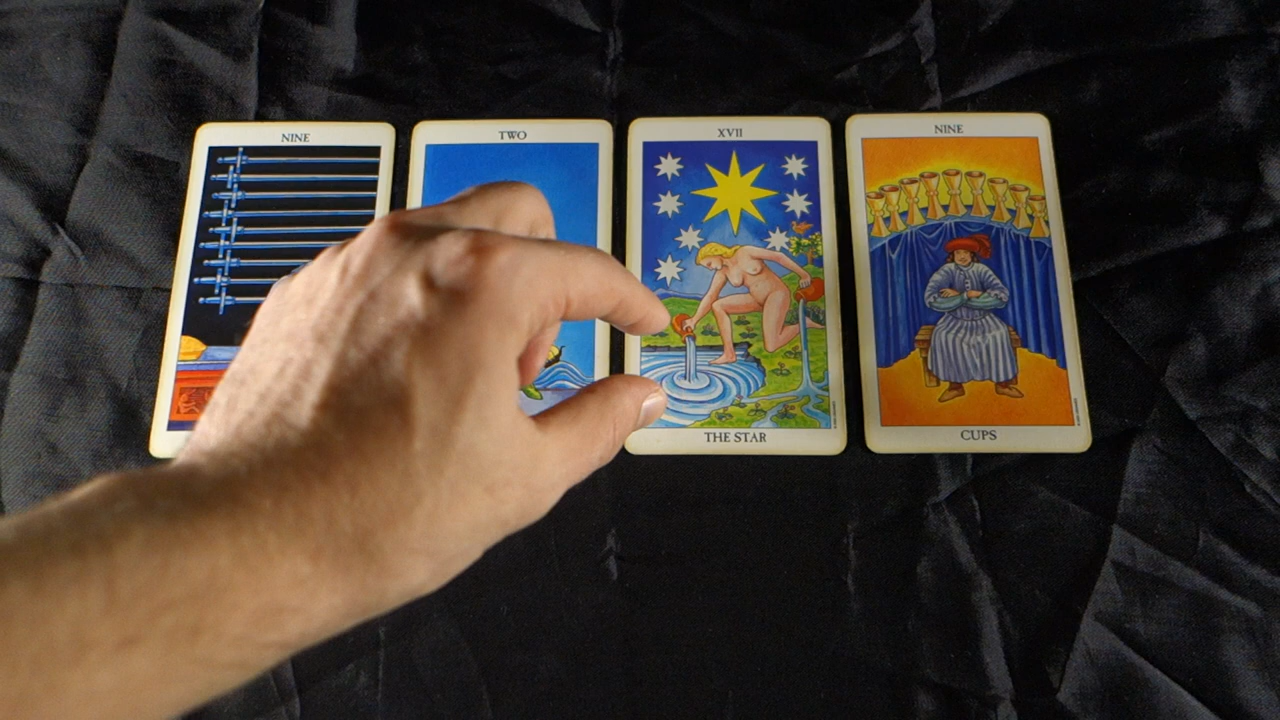 NINE
TWO
XVII
THE STAR
NINE
CUPS